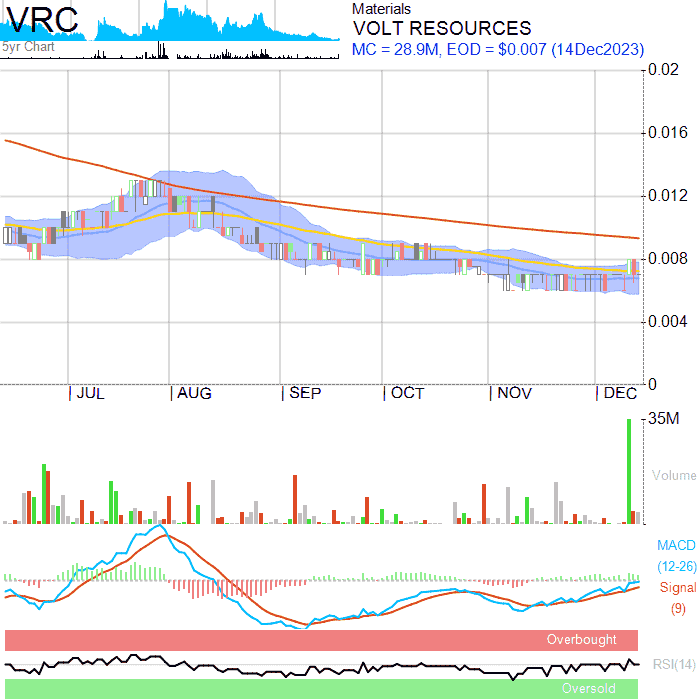 VRC
5yr Chart
Materials
VOLT RESOURCES
MC = 28.9M, EOD = $0.007 (14Dec2023)
0.02
0.016
0.012
0.008
0.004
0
JUL AUG SEP OCT NOV DEC
35M
Volume
MACD
(12-26)
Signal
(9)
Overbought
RSI(14)
Oversold